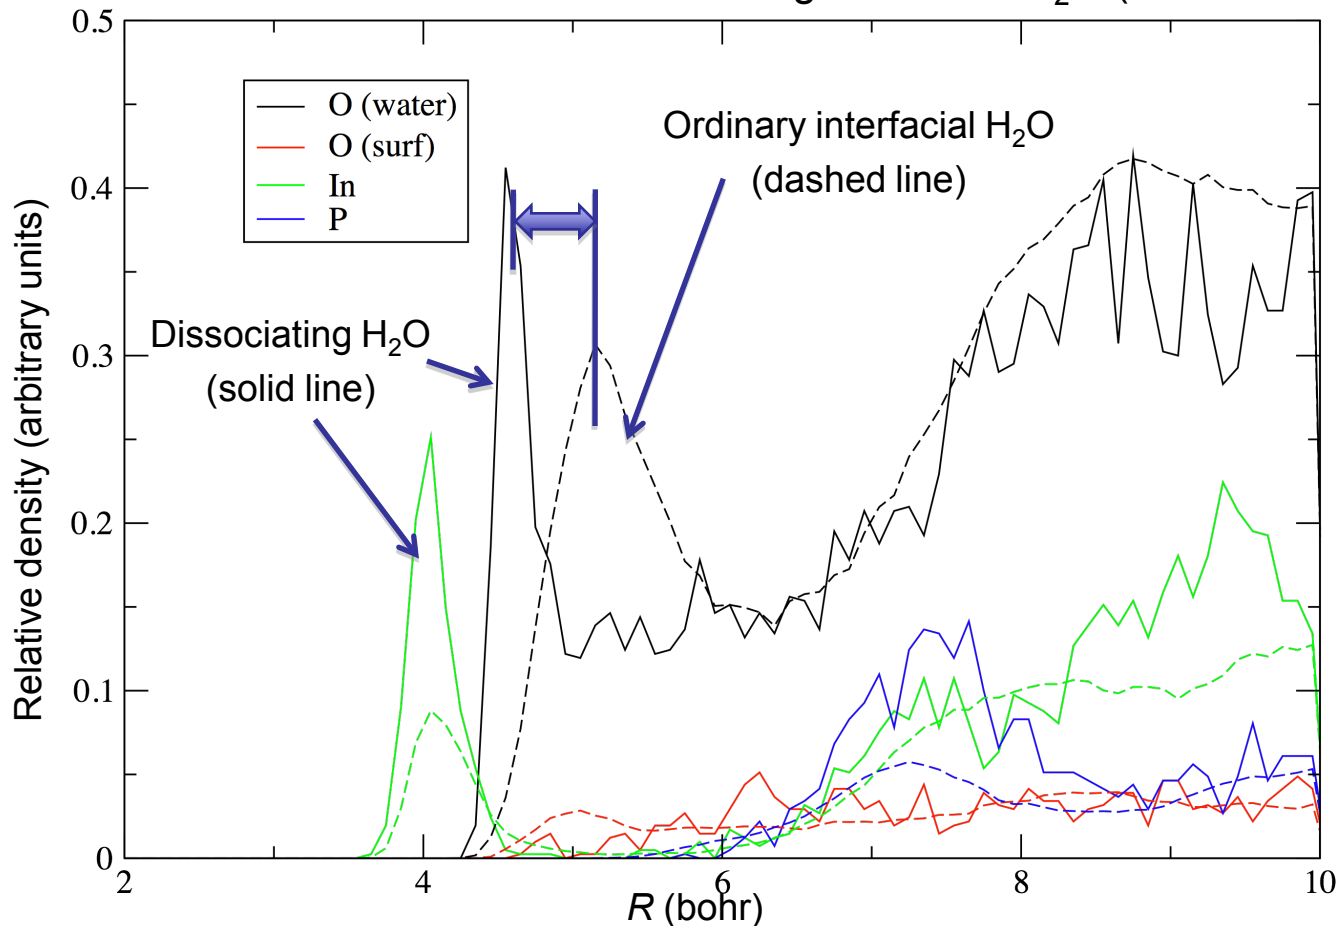 0.5
O (water)
O (surf)
In
P
Ordinary interfacial H₂O
(dashed line)
0.4
Dissociating H₂O
(solid line)
0.3
0.2
0.1
0
Relative density (arbitrary units)
2
4
6
8
10
R (bohr)